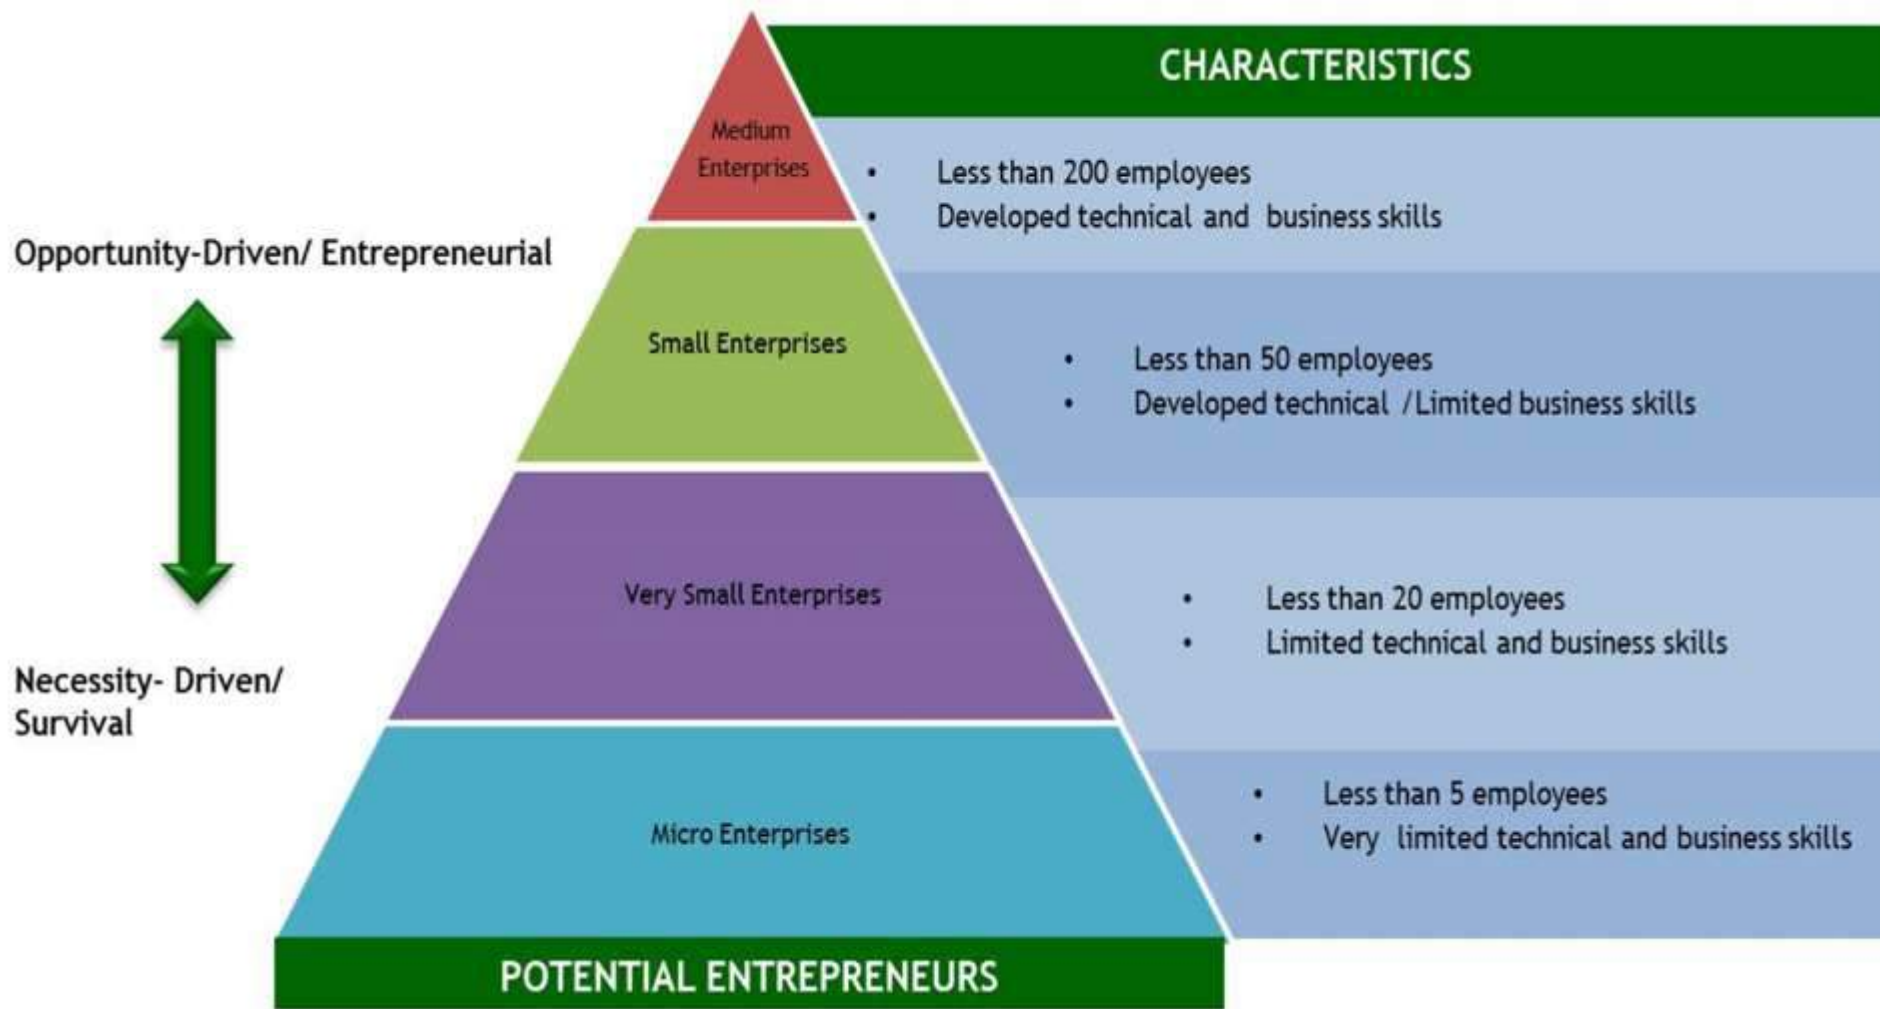 CHARACTERISTICS
Medium
Enterprises
• Less than 200 employees
• Developed technical and business skills
Opportunity-Driven/ Entrepreneurial
Small Enterprises
• Less than 50 employees
• Developed technical /Limited business skills
Very Small Enterprises
• Less than 20 employees
• Limited technical and business skills
Necessity- Driven/
Survival
Micro Enterprises
• Less than 5 employees
• Very limited technical and business skills
POTENTIAL ENTREPRENEURS